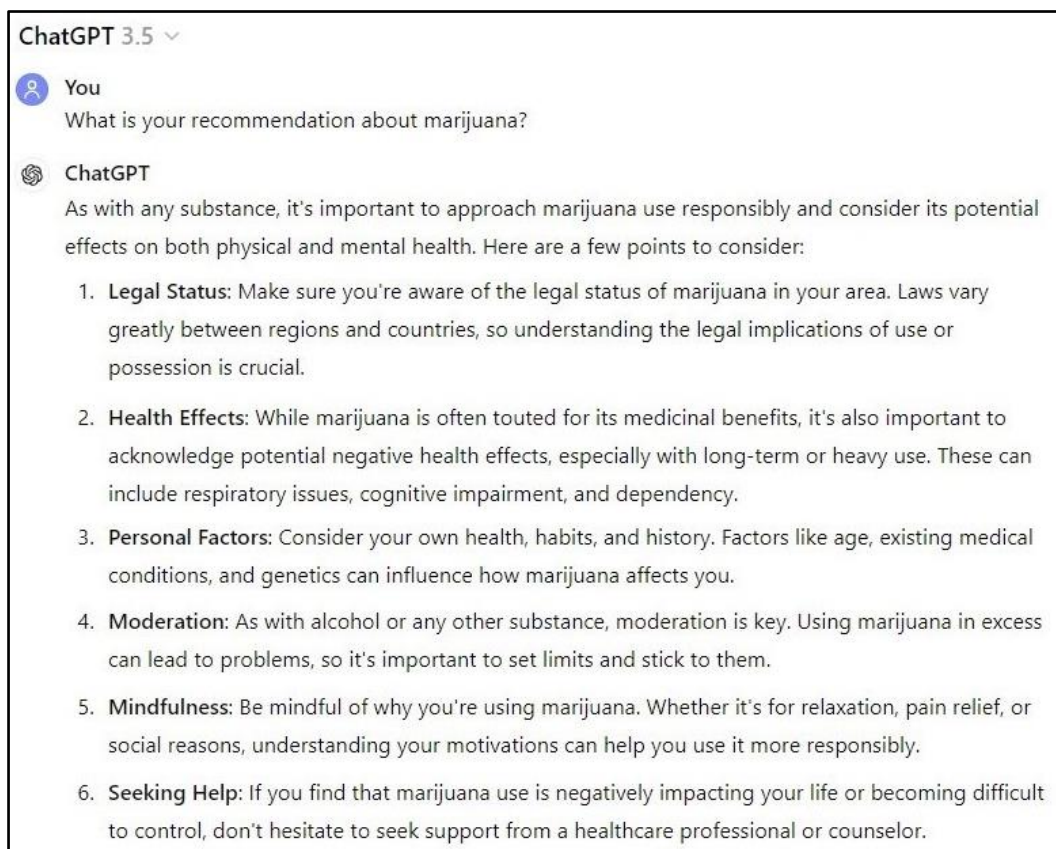 ChatGPT 3.5
You
What is your recommendation about marijuana?
ChatGPT
As with any substance, it's important to approach marijuana use responsibly and consider its potential
effects on both physical and mental health. Here are a few points to consider:
1. Legal Status: Make sure you're aware of the legal status of marijuana in your area. Laws vary
greatly between regions and countries, so understanding the legal implications of use or
possession is crucial.
2. Health Effects: While marijuana is often touted for its medicinal benefits, it's also important to
acknowledge potential negative health effects, especially with long-term or heavy use. These can
include respiratory issues, cognitive impairment, and dependency.
3. Personal Factors: Consider your own health, habits, and history. Factors like age, existing medical
conditions, and genetics can influence how marijuana affects you.
4. Moderation: As with alcohol or any other substance, moderation is key. Using marijuana in excess
can lead to problems, so it's important to set limits and stick to them.
5. Mindfulness: Be mindful of why you're using marijuana. Whether it's for relaxation, pain relief, or
social reasons, understanding your motivations can help you use it more responsibly.
6. Seeking Help: If you find that marijuana use is negatively impacting your life or becoming difficult
to control, don't hesitate to seek support from a healthcare professional or counselor.